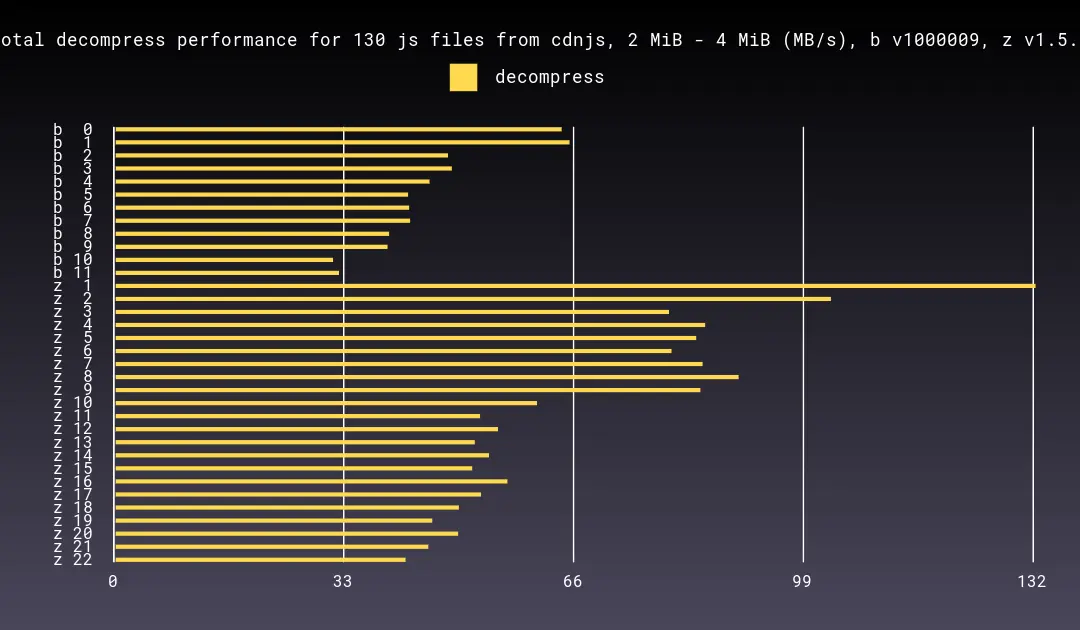 otal decompress performance for 130 js files from cdnjs, 2 MiB - 4 MiB (MB/s), b v1000009, z v1.5.
decompress
b 0
b 1
b 2
b 3
b 4
b 5
b 6
b 7
b 8
b 9
b 10
b 11
z 1
z 2
z 3
z 4
z 5
z 6
z 7
z 8
z 9
z 10
z 11
z 12
z 13
z 14
z 15
z 16
z 17
z 18
z 19
z 20
z 21
z 22
0 33 66 99 132